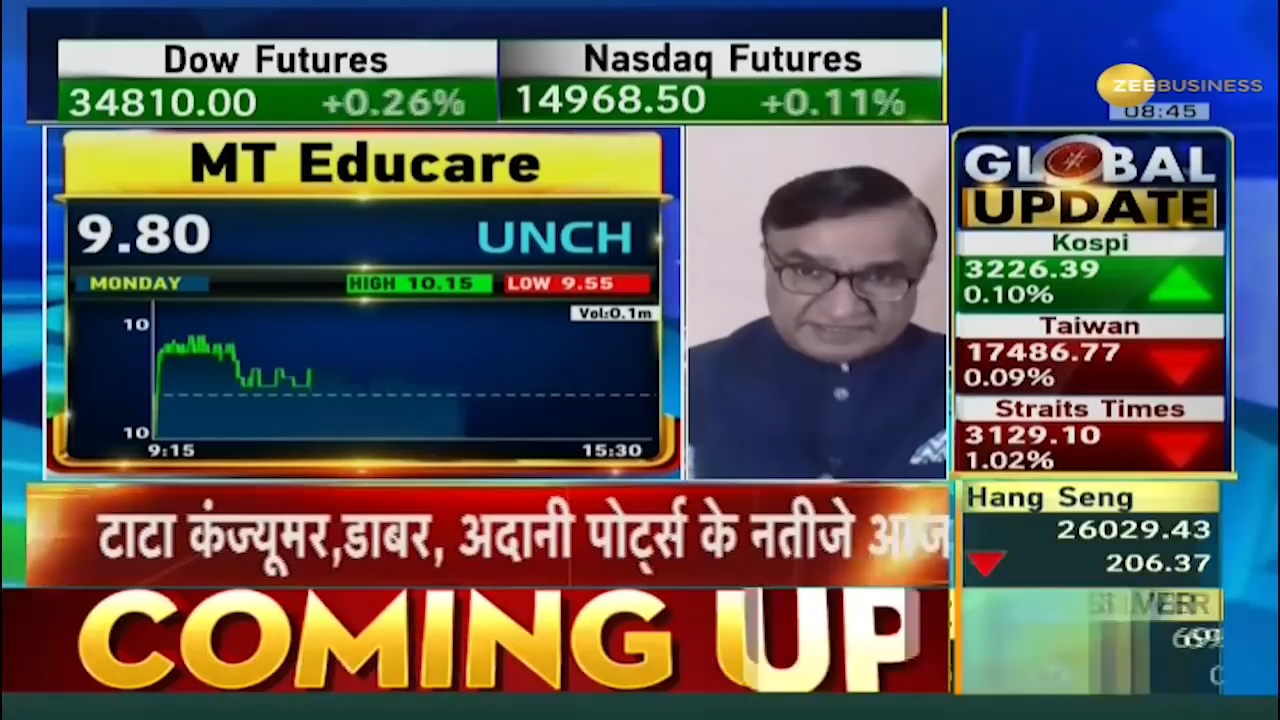 Dow Futures
34810.00 +0.26%
Nasdaq Futures
14968.50 +0.11%
ZEEBUSINESS
08:45
MT Educare
9.80 UNCH
MONDAY HIGH 10.15 LOW 9.55
Vol:0.1m
10
10
9:15 15:30
GLOBAL
UPDATE
Kospi
3226.39
0.10%
Taiwan
17486.77
0.09%
Straits Times
3129.10
1.02%
Hang Seng
26029.43
206.37
टाटा कंज्यूमर,डाबर, अदानी पोर्ट्स के नतीजे आज
COMING UP